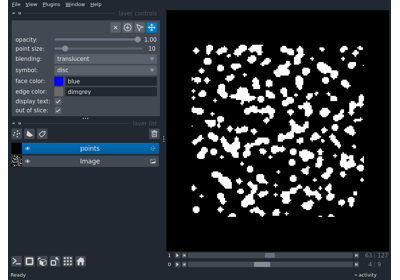 File View Plugins Window Help
layer controls
opacity: 1.00
point size: 10
blending: translucent
symbol: disc
face color: blue
edge color: dimgrey
display text:
out of slice:
layer list
points
Image
1 63 127
0 4 9
Ready activity